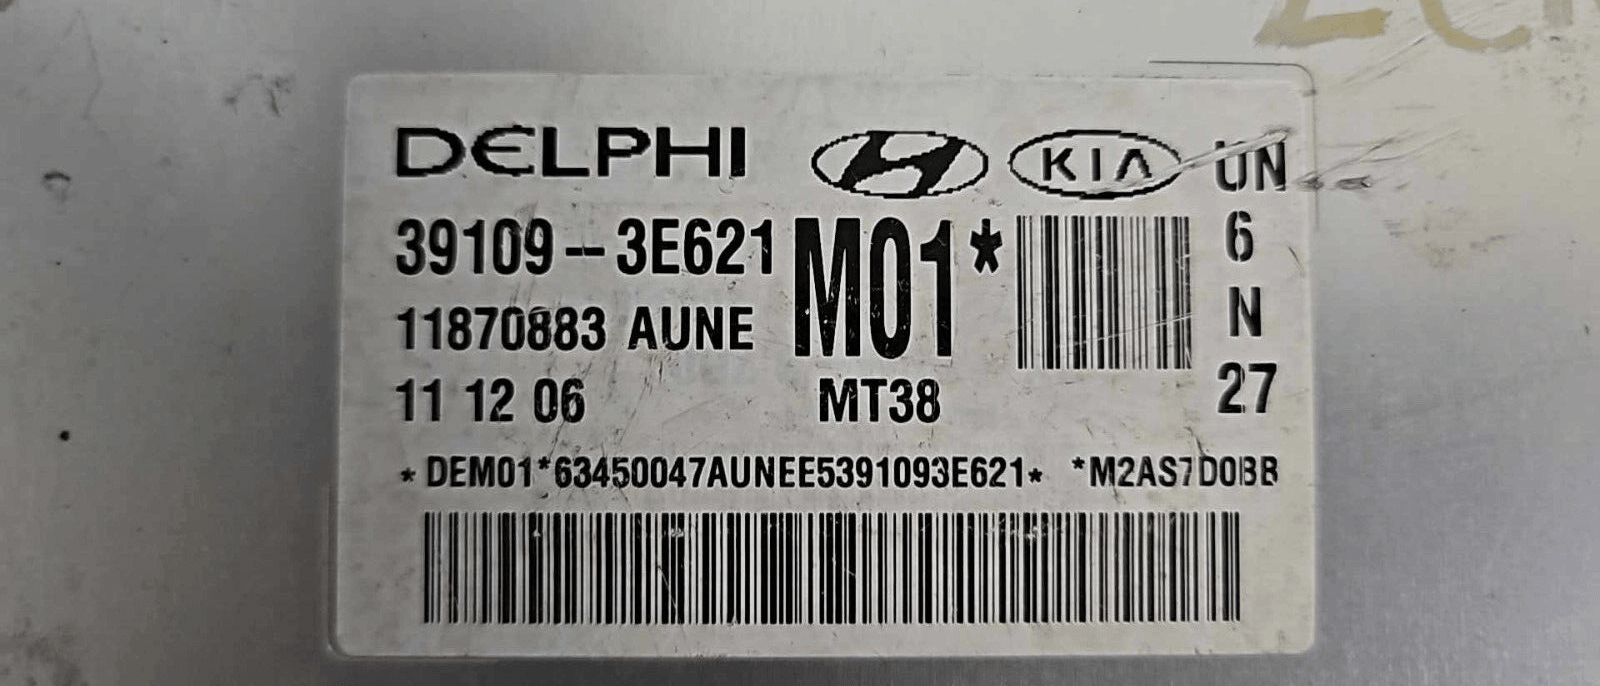 DELPHI H KIA UN
39109-3E621 M01* 6
11870883 AUNE N
11 12 06 MT38 27
*DEM01*63450047AUNEE5391093E621* *M2AS7D0BB